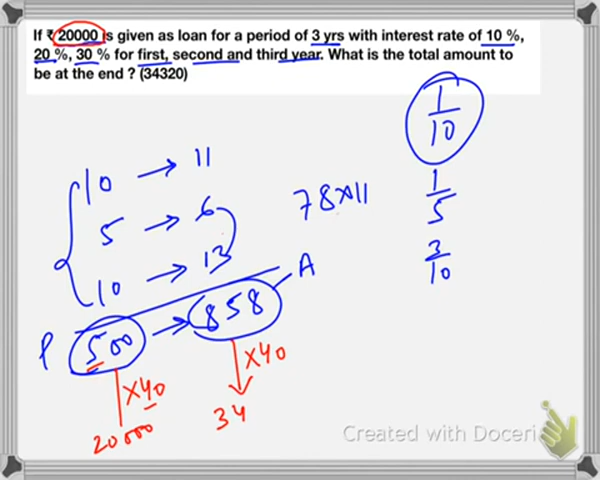 If ₹ 20000 is given as loan for a period of 3 yrs with interest rate of 10 %,
20 %, 30 % for first, second and third year. What is the total amount to
be at the end ? (34320)
1/10
10 → 11
5 → 6
78×11
1/5
10 → 13
3/10
A
P 500 → 858
×40
×40
20000
34
Created with Doceri